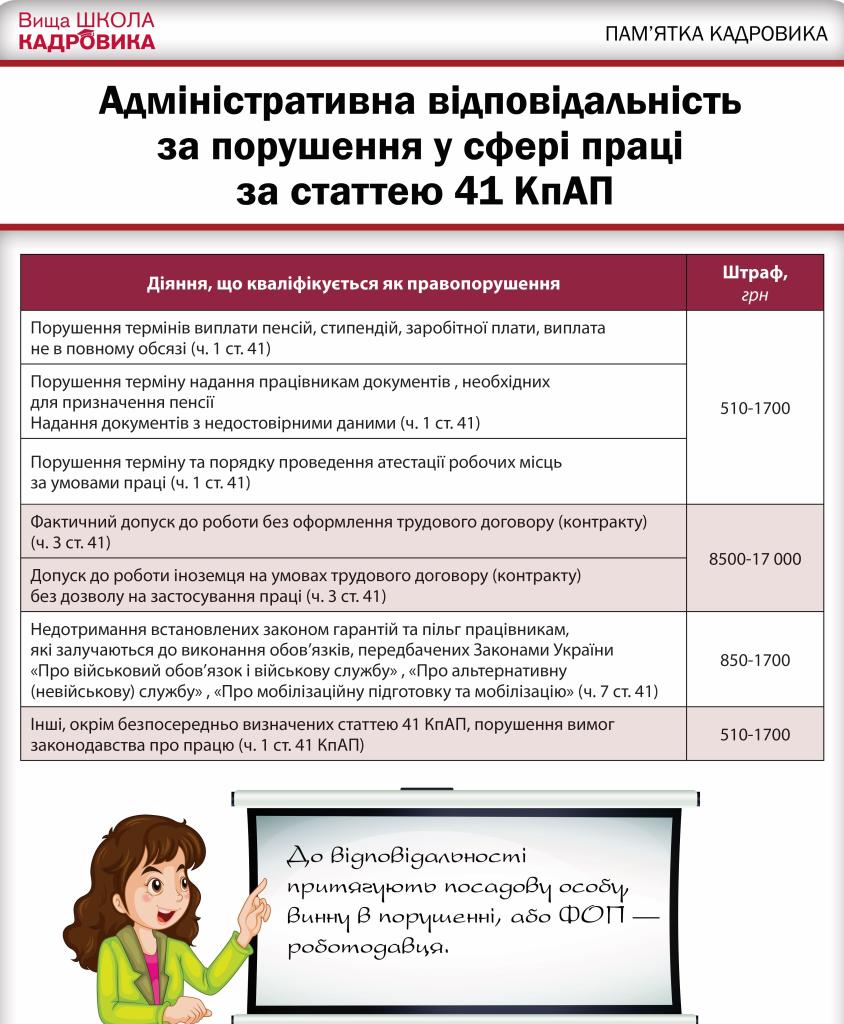 Вища ШКОЛА
КАДРОВИКА
ПАМ’ЯТКА КАДРОВИКА
Адміністративна відповідальність
за порушення у сфері праці
за статтею 41 КпАП
Діяння, що кваліфікується як правопорушення
Штраф,
грн
Порушення термінів виплати пенсій, стипендій, заробітної плати, виплата
не в повному обсязі (ч. 1 ст. 41)
Порушення терміну надання працівникам документів , необхідних
для призначення пенсії
Надання документів з недостовірними даними (ч. 1 ст. 41)
510-1700
Порушення терміну та порядку проведення атестації робочих місць
за умовами праці (ч. 1 ст. 41)
Фактичний допуск до роботи без оформлення трудового договору (контракту)
(ч. 3 ст. 41)
8500-17 000
Допуск до роботи іноземця на умовах трудового договору (контракту)
без дозволу на застосування праці (ч. 3 ст. 41)
Недотримання встановлених законом гарантій та пільг працівникам,
які залучаються до виконання обов’язків, передбачених Законами України
«Про військовий обов’язок і військову службу» , «Про альтернативну
(невійськову) службу» , «Про мобілізаційну підготовку та мобілізацію» (ч. 7 ст. 41)
850-1700
Інші, окрім безпосередньо визначених статтею 41 КпАП, порушення вимог
законодавства про працю (ч. 1 ст. 41 КпАП)
510-1700
До відповідальності
притягують посадову особу,
винну в порушенні, або ФОП —
роботодавця.